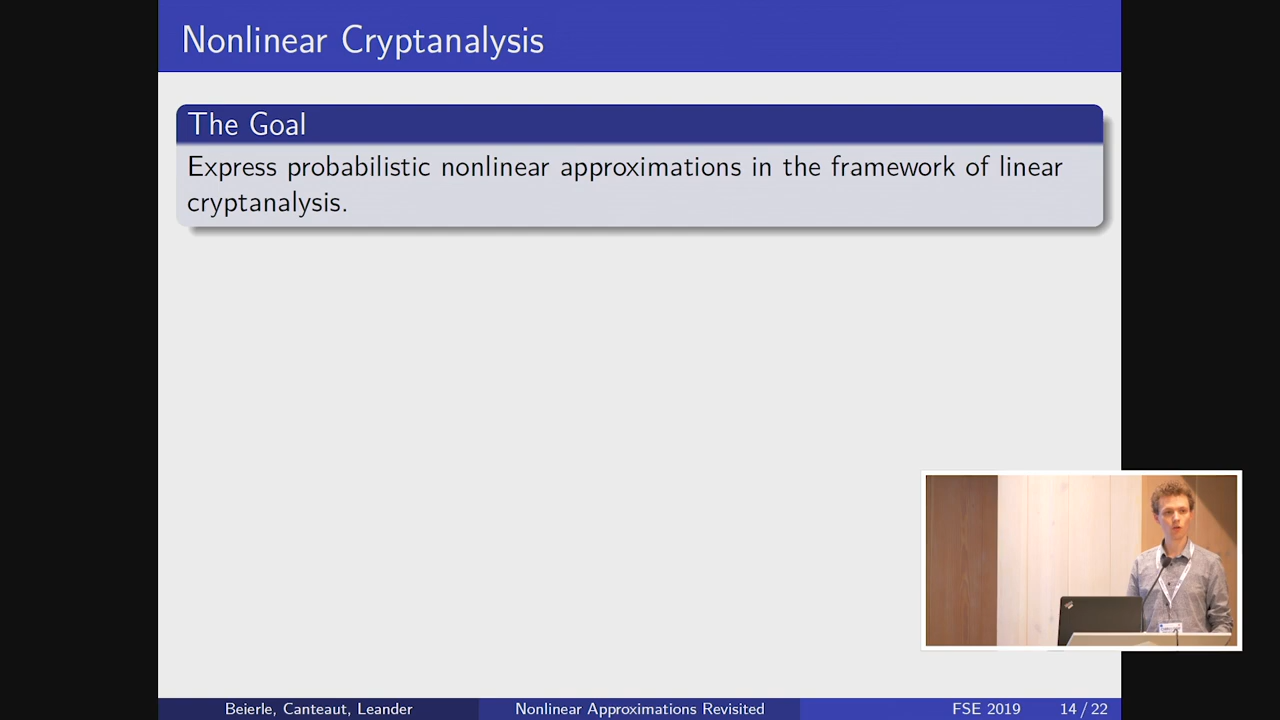 Nonlinear Cryptanalysis
The Goal
Express probabilistic nonlinear approximations in the framework of linear
cryptanalysis.
Beierle, Canteaut, Leander
Nonlinear Approximations Revisited
FSE 2019
14 / 22